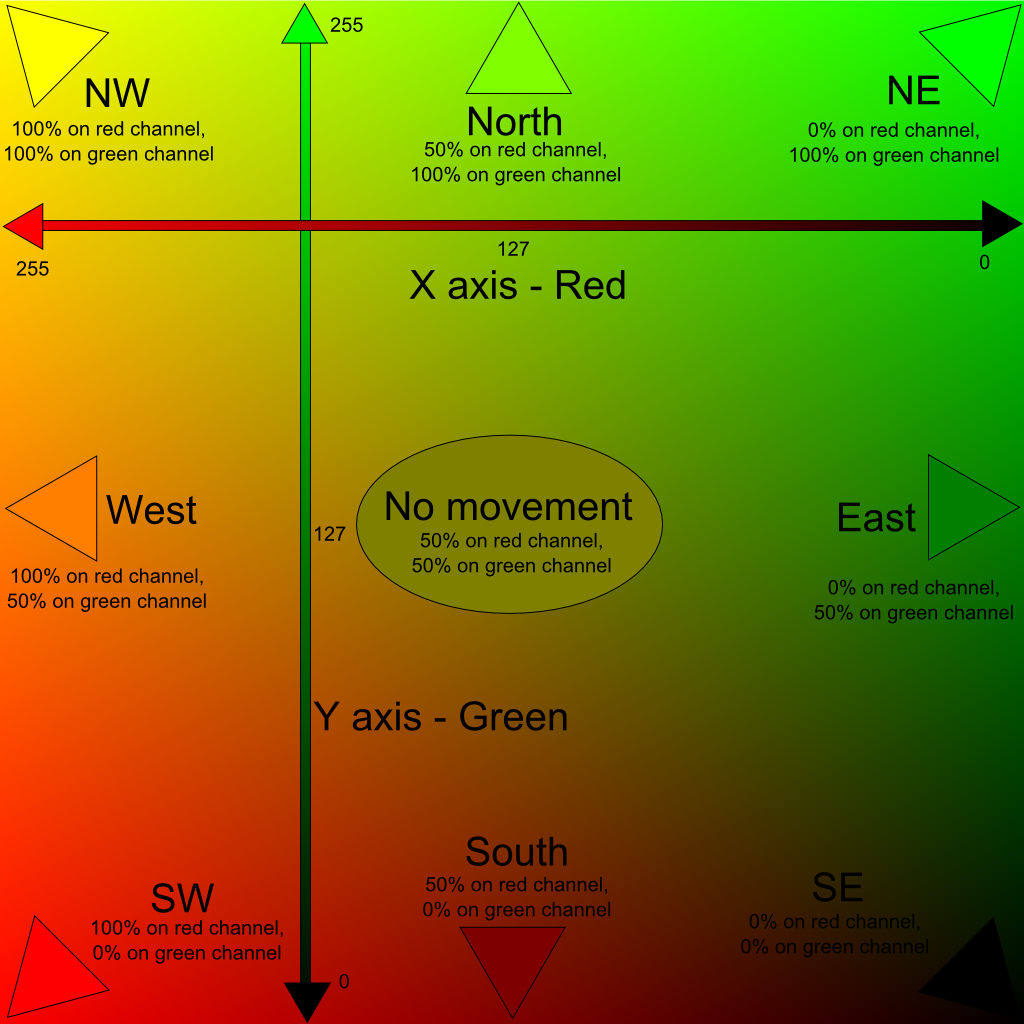 255
NW
100% on red channel,
100% on green channel
North
50% on red channel,
100% on green channel
NE
0% on red channel,
100% on green channel
255
127
0
X axis - Red
West
100% on red channel,
50% on green channel
127
No movement
50% on red channel,
50% on green channel
East
0% on red channel,
50% on green channel
Y axis - Green
SW
100% on red channel,
0% on green channel
South
50% on red channel,
0% on green channel
SE
0% on red channel,
0% on green channel
0